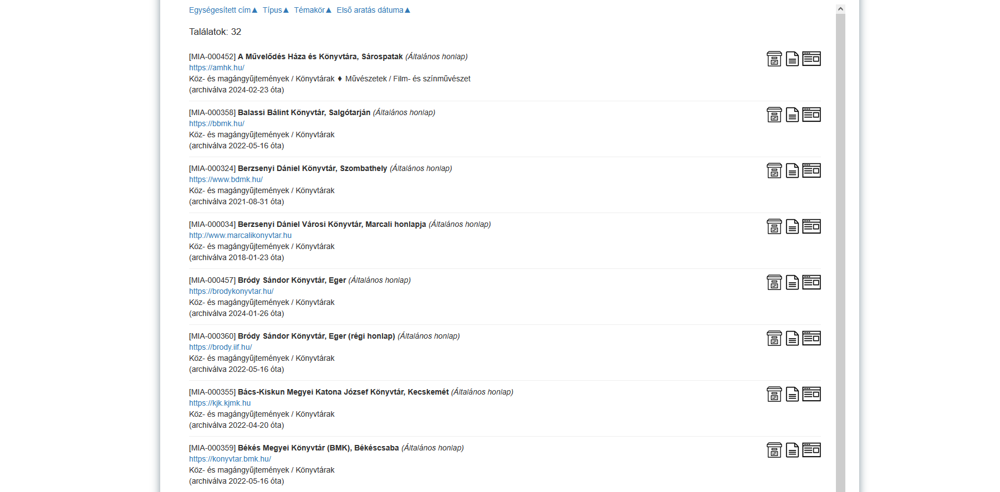 Egységesített cím▲ Típus▲ Témakör▲ Első aratás dátuma▲
Találatok: 32
[MIA-000452] A Művelődés Háza és Könyvtára, Sárospatak (Általános honlap)
https://amhk.hu/
Köz- és magángyűjtemények / Könyvtárak ♦ Művészetek / Film- és színművészet
(archiválva 2024-02-23 óta)
[MIA-000358] Balassi Bálint Könyvtár, Salgótarján (Általános honlap)
https://bbmk.hu/
Köz- és magángyűjtemények / Könyvtárak
(archiválva 2022-05-16 óta)
[MIA-000324] Berzsenyi Dániel Könyvtár, Szombathely (Általános honlap)
https://www.bdmk.hu/
Köz- és magángyűjtemények / Könyvtárak
(archiválva 2021-08-31 óta)
[MIA-000034] Berzsenyi Dániel Városi Könyvtár, Marcali honlapja (Általános honlap)
http://www.marcalikonyvtar.hu
Köz- és magángyűjtemények / Könyvtárak
(archiválva 2018-01-23 óta)
[MIA-000457] Bródy Sándor Könyvtár, Eger (Általános honlap)
https://brodykonyvtar.hu/
Köz- és magángyűjtemények / Könyvtárak
(archiválva 2024-01-26 óta)
[MIA-000360] Bródy Sándor Könyvtár, Eger (régi honlap) (Általános honlap)
https://brody.iif.hu/
Köz- és magángyűjtemények / Könyvtárak
(archiválva 2022-05-16 óta)
[MIA-000355] Bács-Kiskun Megyei Katona József Könyvtár, Kecskemét (Általános honlap)
https://kjk.kjmk.hu
Köz- és magángyűjtemények / Könyvtárak
(archiválva 2022-04-20 óta)
[MIA-000359] Békés Megyei Könyvtár (BMK), Békéscsaba (Általános honlap)
https://konyvtar.bmk.hu/
Köz- és magángyűjtemények / Könyvtárak
(archiválva 2022-05-16 óta)